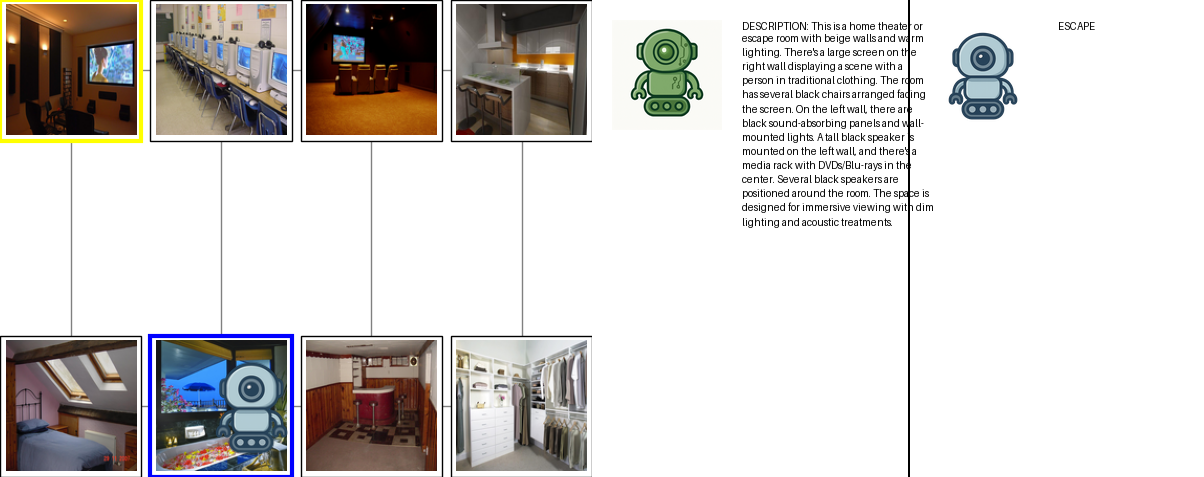 DESCRIPTION: This is a home theater or
escape room with beige walls and warm
lighting. There's a large screen on the
right wall displaying a scene with a
person in traditional clothing. The room
has several black chairs arranged facing
the screen. On the left wall, there are
black sound-absorbing panels and wall-
mounted lights. A tall black speaker is
mounted on the left wall, and there's a
media rack with DVDs/Blu-rays in the
center. Several black speakers are
positioned around the room. The space is
designed for immersive viewing with dim
lighting and acoustic treatments.
ESCAPE